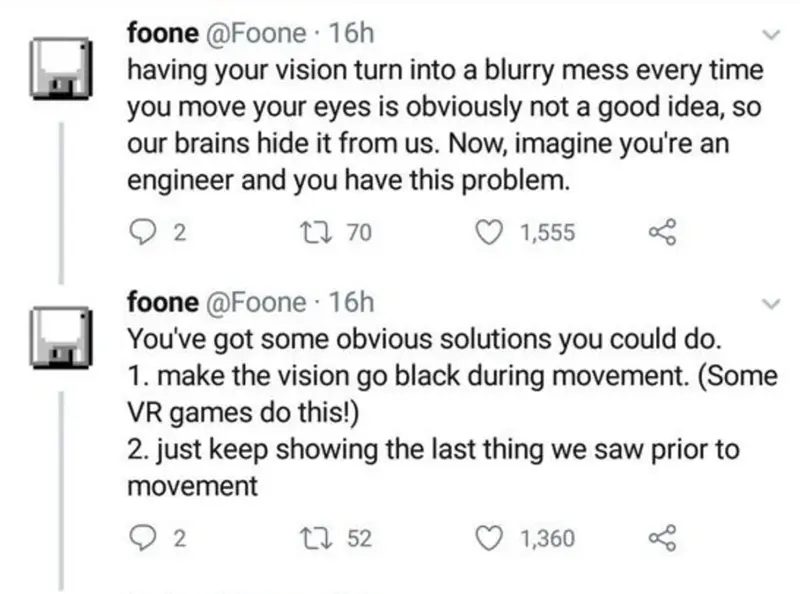 foone @Foone · 16h
having your vision turn into a blurry mess every time
you move your eyes is obviously not a good idea, so
our brains hide it from us. Now, imagine you're an
engineer and you have this problem.
2 70 1,555
foone @Foone · 16h
You've got some obvious solutions you could do.
1. make the vision go black during movement. (Some
VR games do this!)
2. just keep showing the last thing we saw prior to
movement
2 52 1,360